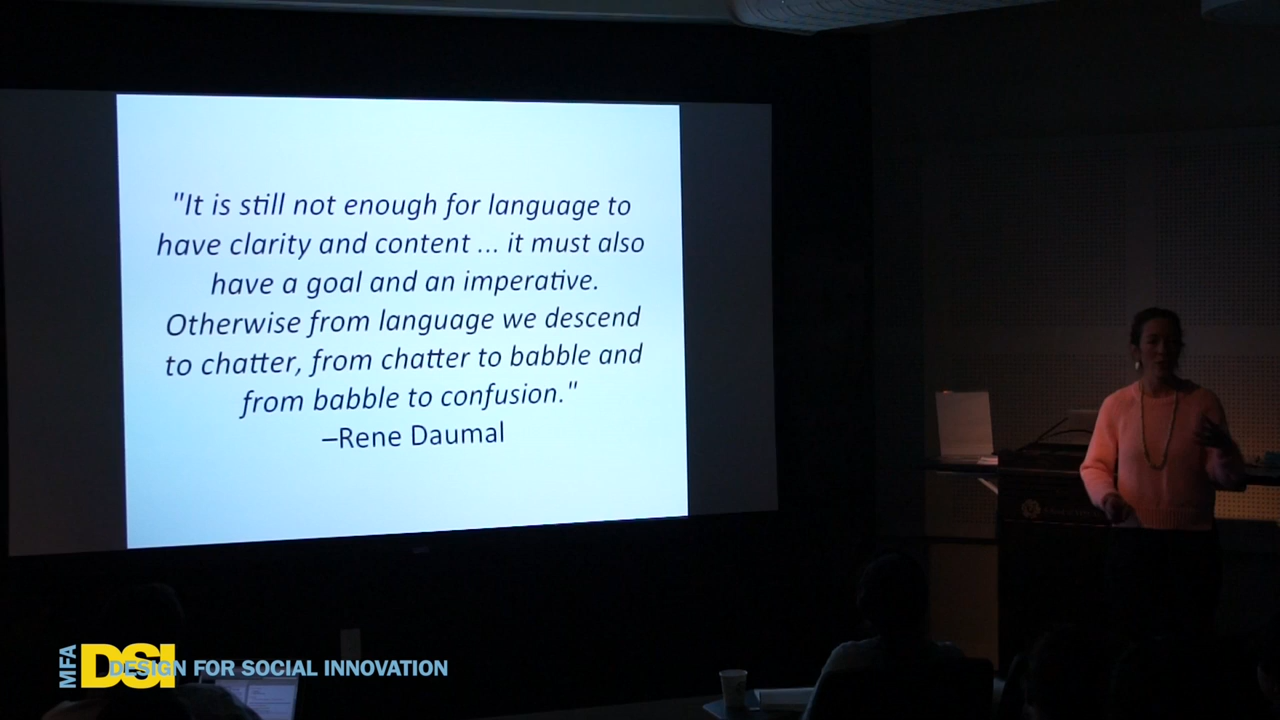 "It is still not enough for language to
have clarity and content ... it must also
have a goal and an imperative.
Otherwise from language we descend
to chatter, from chatter to babble and
from babble to confusion."
–Rene Daumal
MFA
DSI
DESIGN FOR SOCIAL INNOVATION